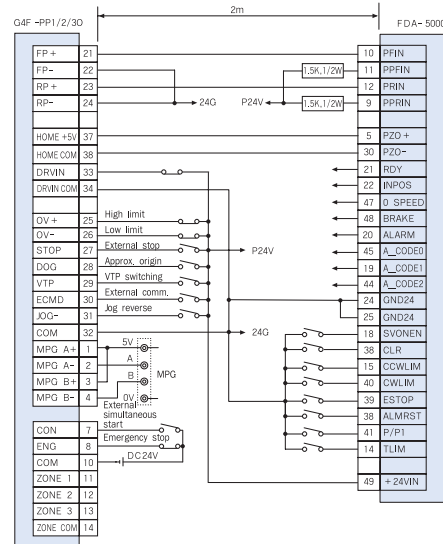 2m
G4F -PP1/2/3O
FDA- 5000
FP + 21
FP- 22
RP + 23
RP- 24
HOME +5V 37
HOME COM 38
DRVIN 33
DRVIN COM 34
OV + 25 High limit
OV- 26 Low limit
STOP 27 External stop
DOG 28 Approx. origin
VTP 29 VTP switching
ECMD 30 External comm.
JOG- 31 Jog reverse
COM 32
MPG A+ 1
MPG A- 2
MPG B+ 3
MPG B- 4
5V
A
B
0V
MPG
External
simultaneous
start
CON 7
ENG 8 Emergency stop
COM 10 DC24V
ZONE 1 11
ZONE 2 12
ZONE 3 13
ZONE COM 14
24G
P24V
1.5K,1/2W
1.5K,1/2W
P24V
24G
10 PFIN
11 PPFIN
12 PRIN
9 PPRIN
5 PZO +
30 PZO-
21 RDY
22 INPOS
47 0 SPEED
48 BRAKE
20 ALARM
45 A_CODE0
19 A_CODE1
44 A_CODE2
24 GND24
25 GND24
18 SVONEN
38 CLR
15 CCWLIM
40 CWLIM
39 ESTOP
38 ALMRST
41 P/P1
14 TLIM
49 +24VIN